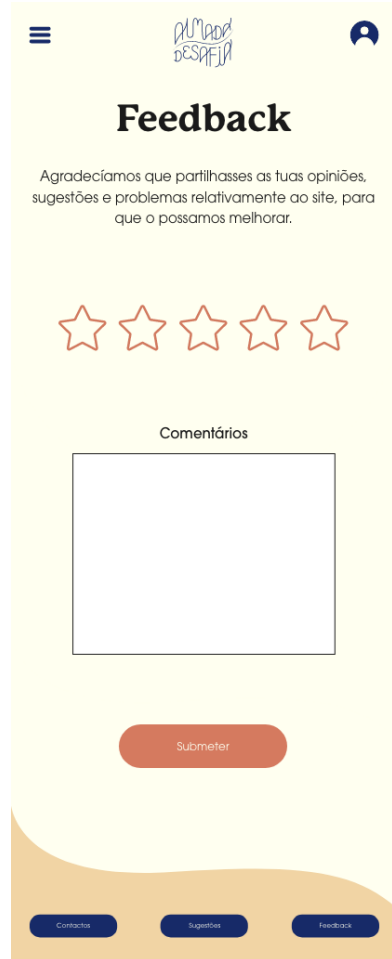 ALMADA
DESAFIA
Feedback
Agradecíamos que partilhasses as tuas opiniões,
sugestões e problemas relativamente ao site, para
que o possamos melhorar.
Comentários
Submeter
Contactos Sugestões Feedback